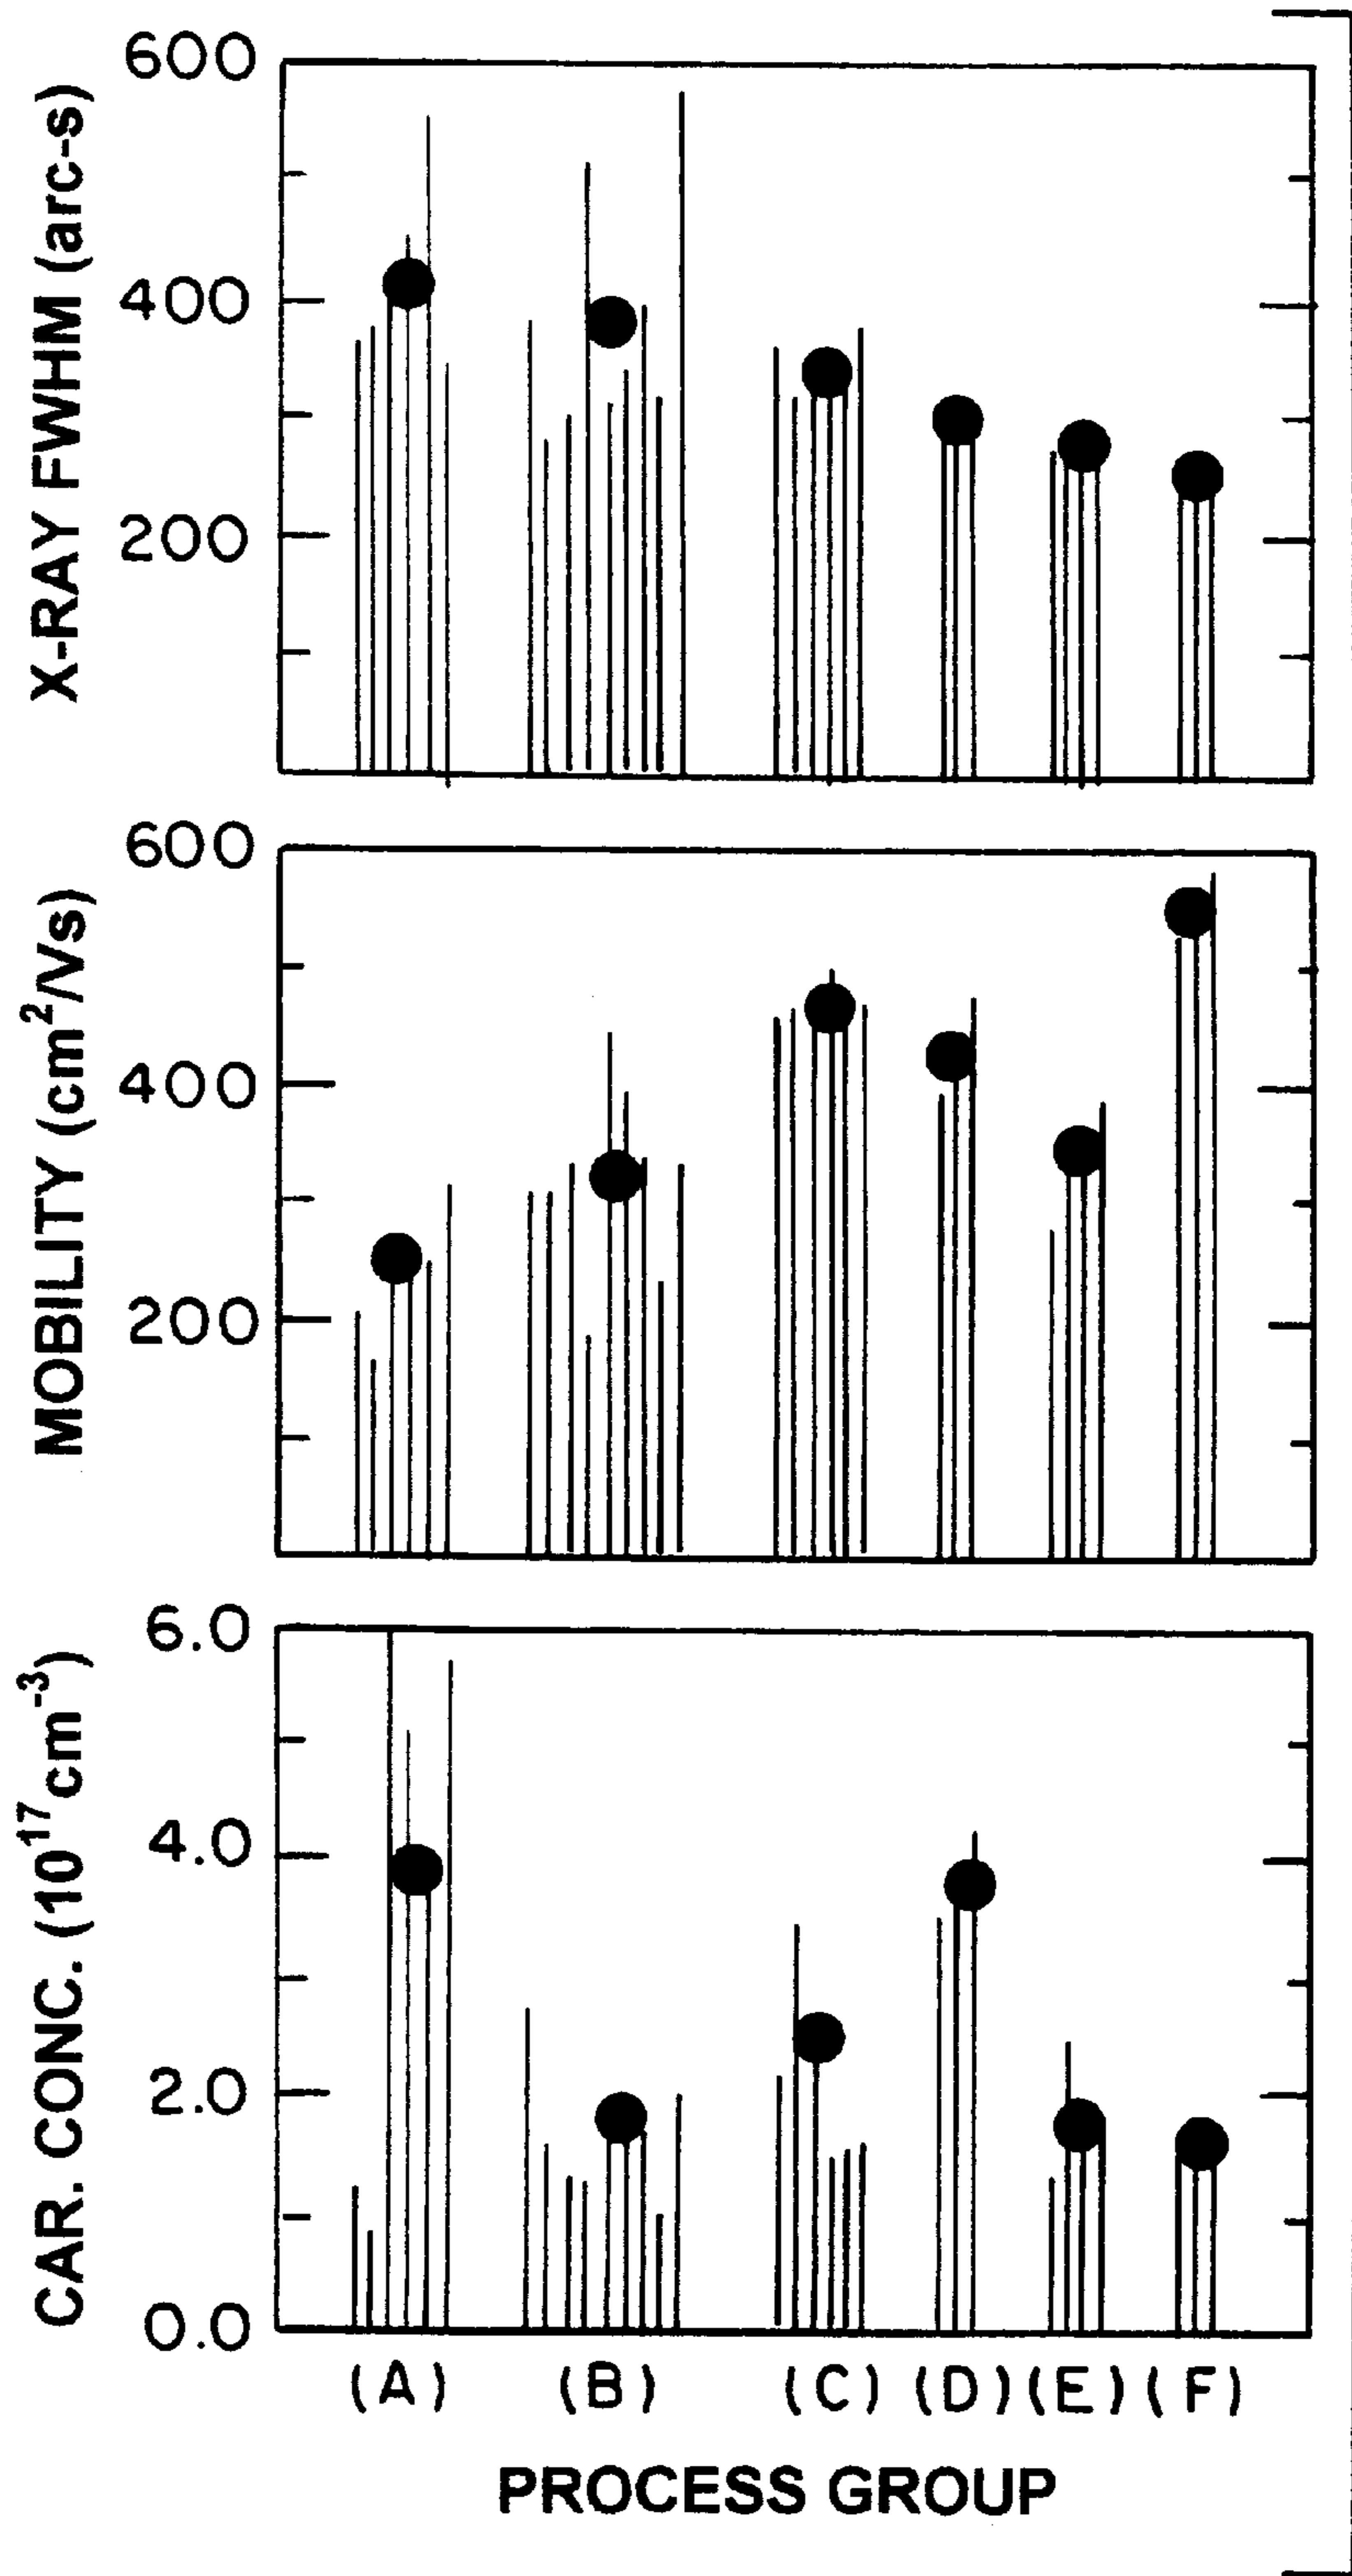 X-RAY FWHM (arc-s)
600
400
200
MOBILITY (cm²/Vs)
600
400
200
CAR. CONC. (10¹⁷cm⁻³)
6.0
4.0
2.0
0.0
(A) (B) (C) (D) (E) (F)
PROCESS GROUP